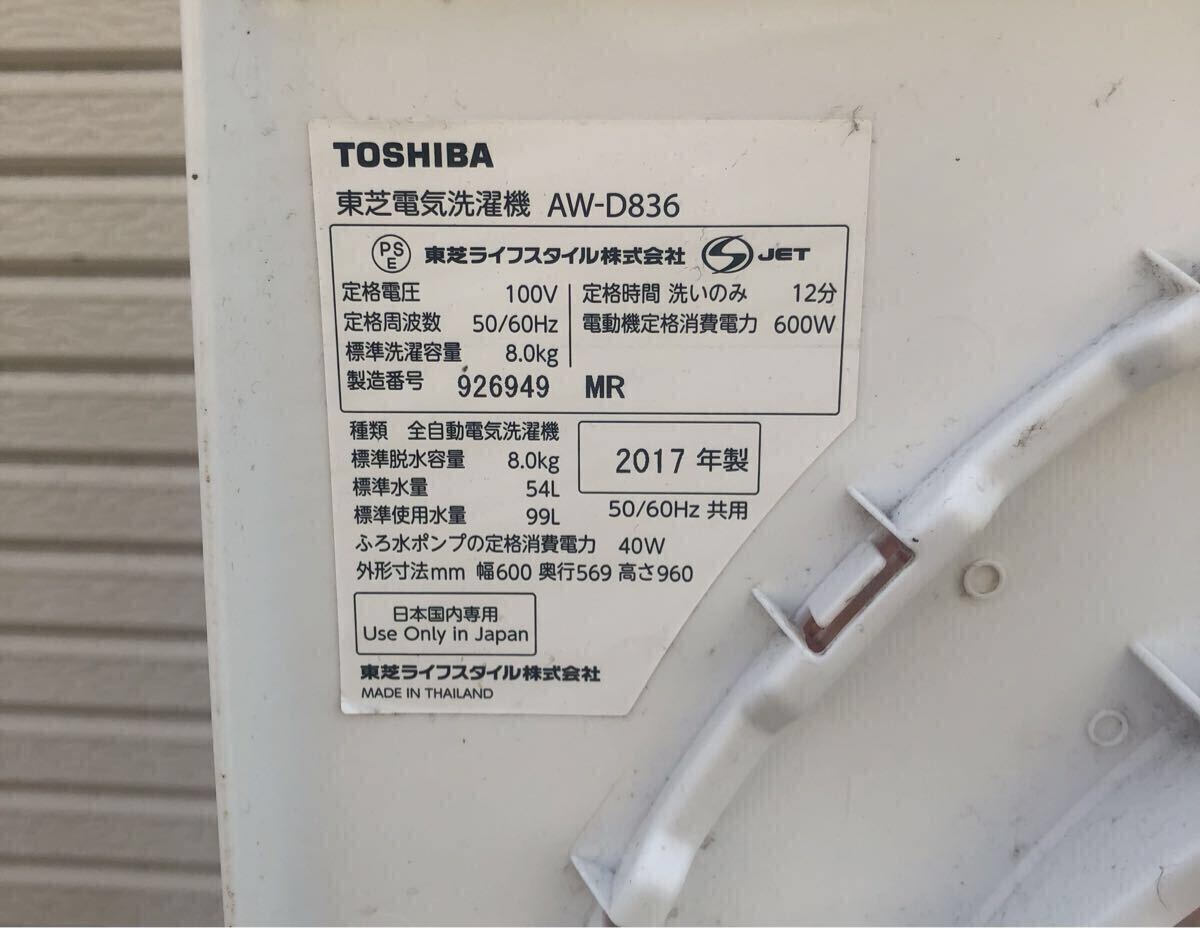 TOSHIBA
東芝電気洗濯機 AW-D836
PSE 東芝ライフスタイル株式会社 S JET
定格電圧 100V 定格時間 洗いのみ 12分
定格周波数 50/60Hz 電動機定格消費電力 600W
標準洗濯容量 8.0kg
製造番号 926949 MR
種類 全自動電気洗濯機
標準脱水容量 8.0kg 2017 年製
標準水量 54L
標準使用水量 99L 50/60Hz 共用
ふろ水ポンプの定格消費電力 40W
外形寸法mm 幅600 奥行569 高さ960
日本国内専用
Use Only in Japan
東芝ライフスタイル株式会社
MADE IN THAILAND